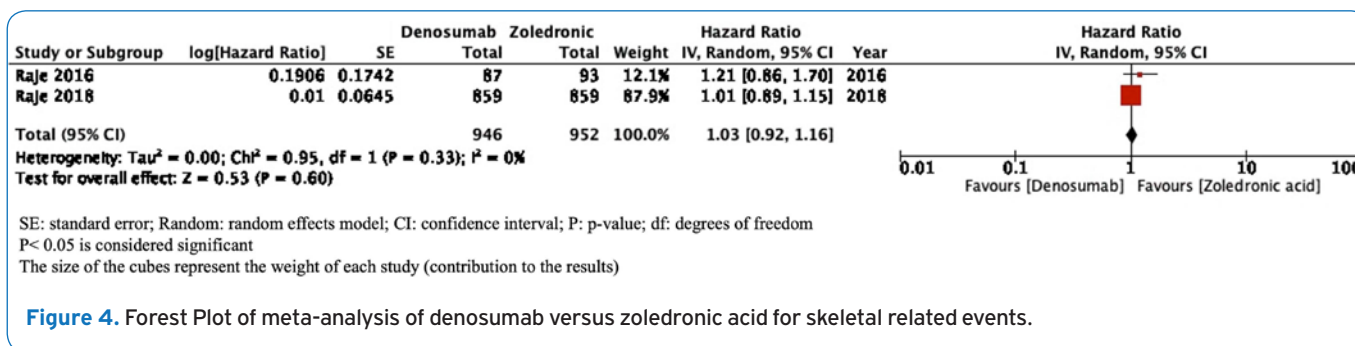 Denosumab Zoledronic Hazard Ratio Hazard Ratio
Study or Subgroup log[Hazard Ratio] SE Total Total Weight IV, Random, 95% CI Year IV, Random, 95% CI
Raje 2016 0.1906 0.1742 87 93 12.1% 1.21 [0.86, 1.70] 2016
Raje 2018 0.01 0.0645 859 859 87.9% 1.01 [0.89, 1.15] 2018
Total (95% CI) 946 952 100.0% 1.03 [0.92, 1.16]
Heterogeneity: Tau² = 0.00; Chi² = 0.95, df = 1 (P = 0.33); I² = 0%
Test for overall effect: Z = 0.53 (P = 0.60)
0.01 0.1 1 10 100
Favours [Denosumab] Favours [Zoledronic acid]
SE: standard error; Random: random effects model; CI: confidence interval; P: p-value; df: degrees of freedom
P< 0.05 is considered significant
The size of the cubes represent the weight of each study (contribution to the results)
Figure 4. Forest Plot of meta-analysis of denosumab versus zoledronic acid for skeletal related events.